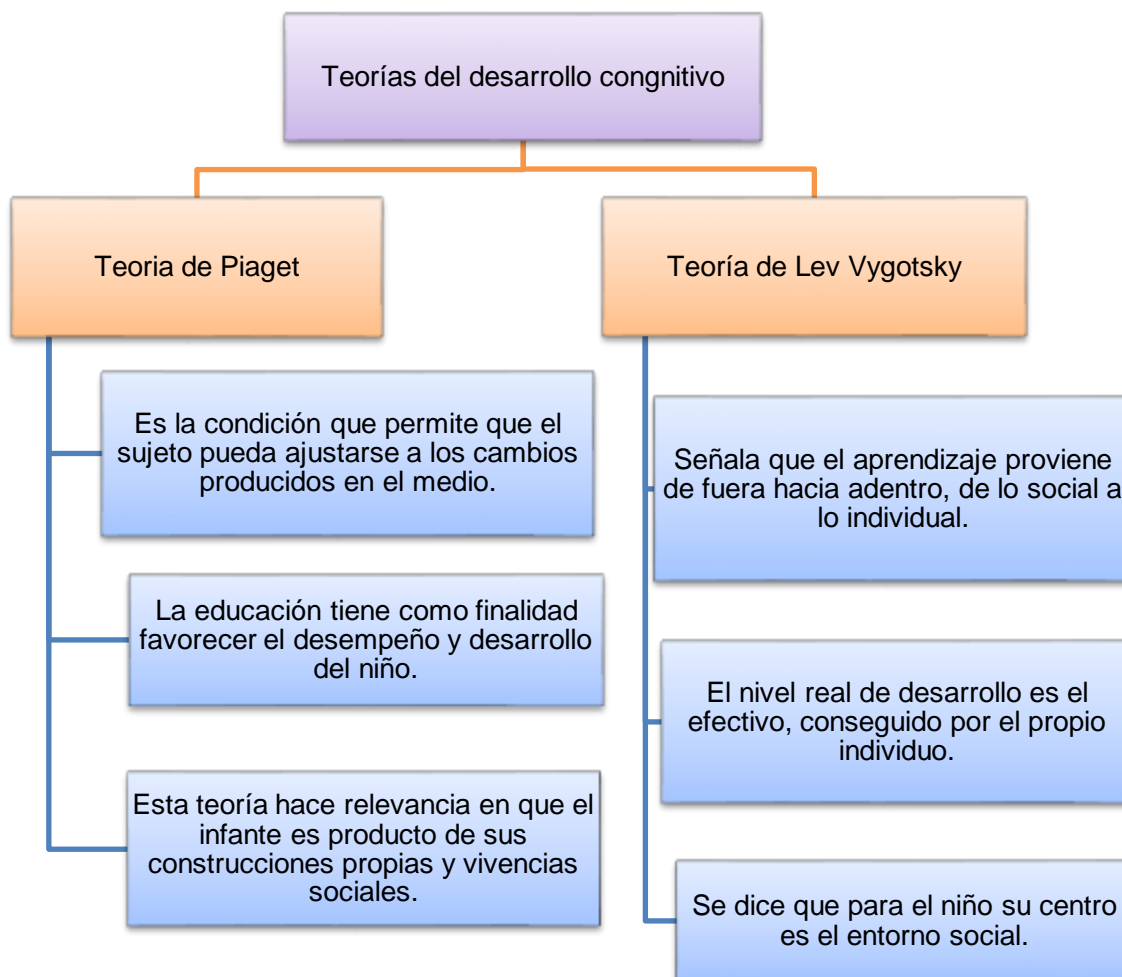 Teorías del desarrollo congnitivo
Teoria de Piaget
Es la condición que permite que el
sujeto pueda ajustarse a los cambios
producidos en el medio.
La educación tiene como finalidad
favorecer el desempeño y desarrollo
del niño.
Esta teoría hace relevancia en que el
infante es producto de sus
construcciones propias y vivencias
sociales.
Teoría de Lev Vygotsky
Señala que el aprendizaje proviene
de fuera hacia adentro, de lo social a
lo individual.
El nivel real de desarrollo es el
efectivo, conseguido por el propio
individuo.
Se dice que para el niño su centro
es el entorno social.